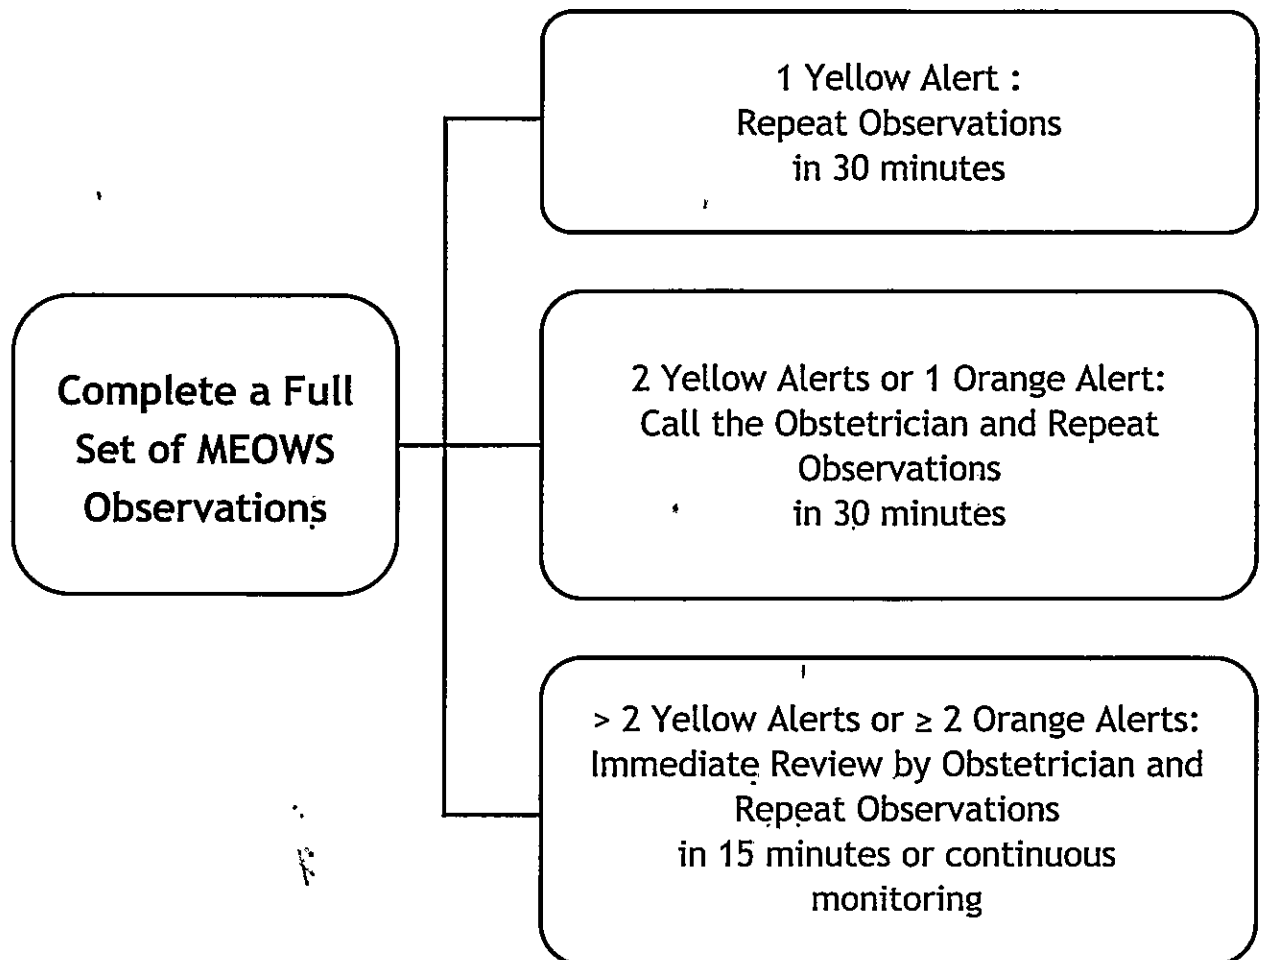 1 Yellow Alert :
Repeat Observations
in 30 minutes
Complete a Full
Set of MEOWS
Observations
2 Yellow Alerts or 1 Orange Alert:
Call the Obstetrician and Repeat
Observations
in 30 minutes
> 2 Yellow Alerts or ≥ 2 Orange Alerts:
Immediate Review by Obstetrician and
Repeat Observations
in 15 minutes or continuous
monitoring